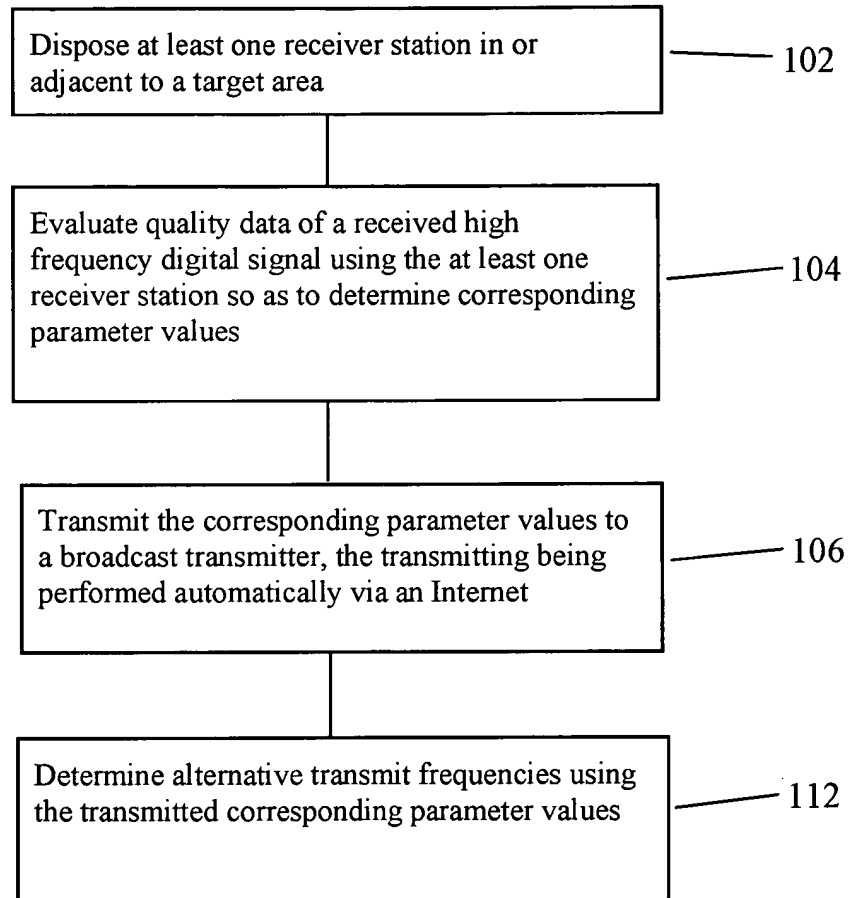 Dispose at least one receiver station in or
adjacent to a target area
102
Evaluate quality data of a received high
frequency digital signal using the at least one
receiver station so as to determine corresponding
parameter values
104
Transmit the corresponding parameter values to
a broadcast transmitter, the transmitting being
performed automatically via an Internet
106
Determine alternative transmit frequencies using
the transmitted corresponding parameter values
112